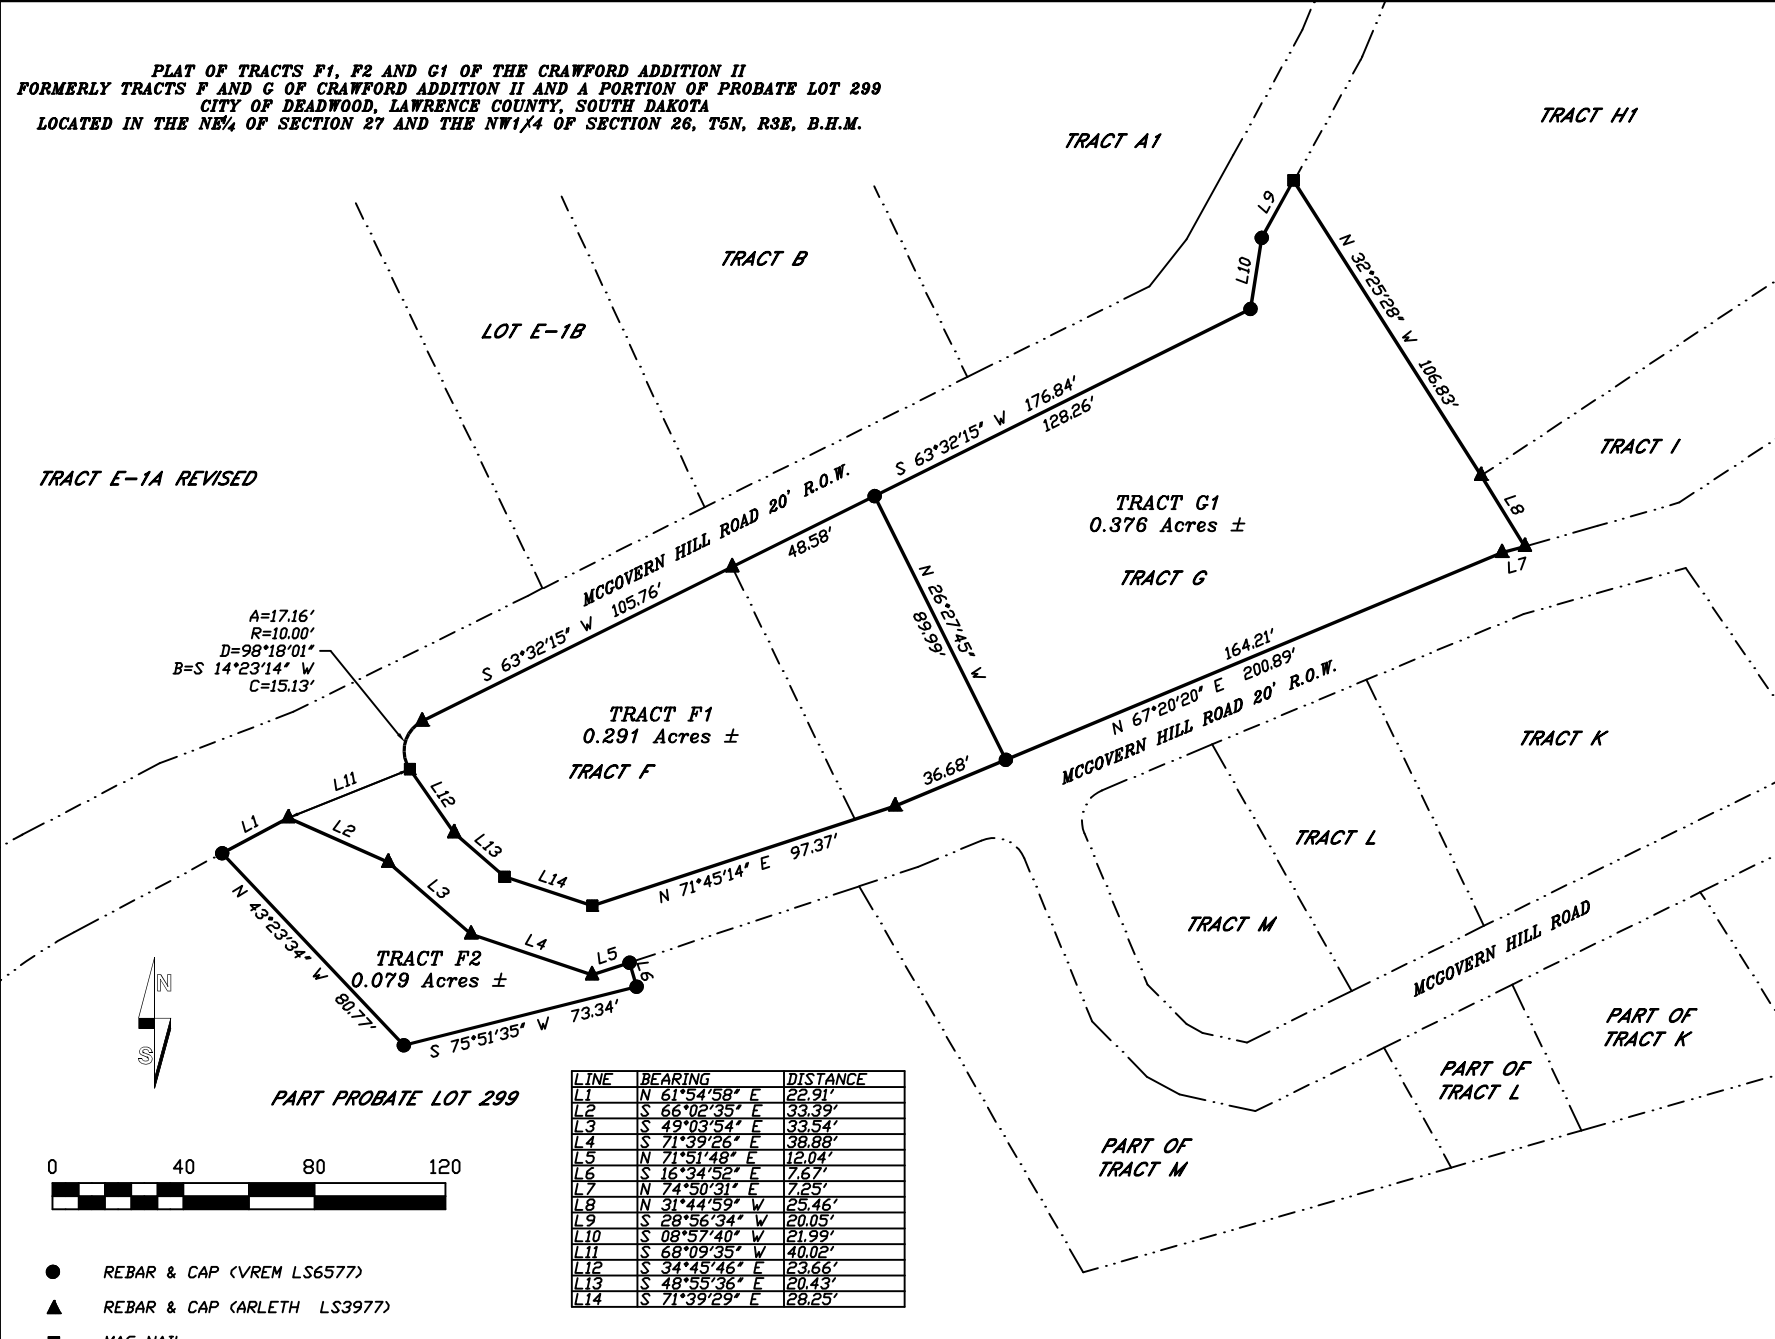 PLAT OF TRACTS F1, F2 AND G1 OF THE CRAWFORD ADDITION II
FORMERLY TRACTS F AND G OF CRAWFORD ADDITION II AND A PORTION OF PROBATE LOT 299
CITY OF DEADWOOD, LAWRENCE COUNTY, SOUTH DAKOTA
LOCATED IN THE NE¼ OF SECTION 27 AND THE NW1/4 OF SECTION 26, T5N, R3E, B.H.M.
TRACT H1
TRACT A1
TRACT B
LOT E-1B
TRACT E-1A REVISED
L9
L10
N 32°25'28" W 106.83'
S 63°32'15" W 176.84'
128.26'
TRACT I
L8
L7
MCGOVERN HILL ROAD 20' R.O.W.
TRACT G1
0.376 Acres ±
TRACT G
48.58'
S 63°32'15" W 105.76'
N 26°27'45" W
89.99'
A=17.16'
R=10.00'
D=98°18'01"
B=S 14°23'14" W
C=15.13'
164.21'
N 67°20'20" E 200.89'
MCGOVERN HILL ROAD 20' R.O.W.
TRACT F1
0.291 Acres ±
TRACT F
36.68'
N 71°45'14" E 97.37'
TRACT K
TRACT L
TRACT M
MCGOVERN HILL ROAD
L11
L12
L13
L14
L1
L2
L3
L4
L5
L6
N 43°23'34" W 80.77'
TRACT F2
0.079 Acres ±
S 75°51'35" W 73.34'
N
S
PART OF
TRACT K
PART OF
TRACT L
PART OF
TRACT M
PART PROBATE LOT 299
LINE BEARING DISTANCE
L1 N 61°54'58" E 22.91'
L2 S 66°02'35" E 33.39'
L3 S 49°03'54" E 33.54'
L4 S 71°39'26" E 38.88'
L5 N 71°51'48" E 12.04'
L6 S 16°34'52" E 7.67'
L7 N 74°50'31" E 7.25'
L8 N 31°44'59" W 25.46'
L9 S 28°56'34" W 20.05'
L10 S 08°57'40" W 21.99'
L11 S 68°09'35" W 40.02'
L12 S 34°45'46" E 23.66'
L13 S 48°55'36" E 20.43'
L14 S 71°39'29" E 28.25'
0 40 80 120
REBAR & CAP (VREM LS6577)
REBAR & CAP (ARLETH LS3977)
MAG NAIL